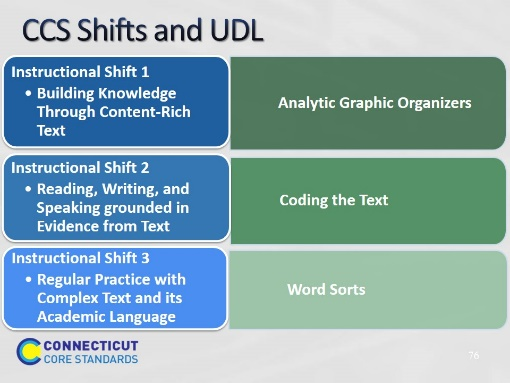 CCS Shifts and UDL
Instructional Shift 1
• Building Knowledge
Through Content-Rich
Text
Analytic Graphic Organizers
Instructional Shift 2
• Reading, Writing, and
Speaking grounded in
Evidence from Text
Coding the Text
Instructional Shift 3
• Regular Practice with
Complex Text and its
Academic Language
Word Sorts
CONNECTICUT
CORE STANDARDS
76